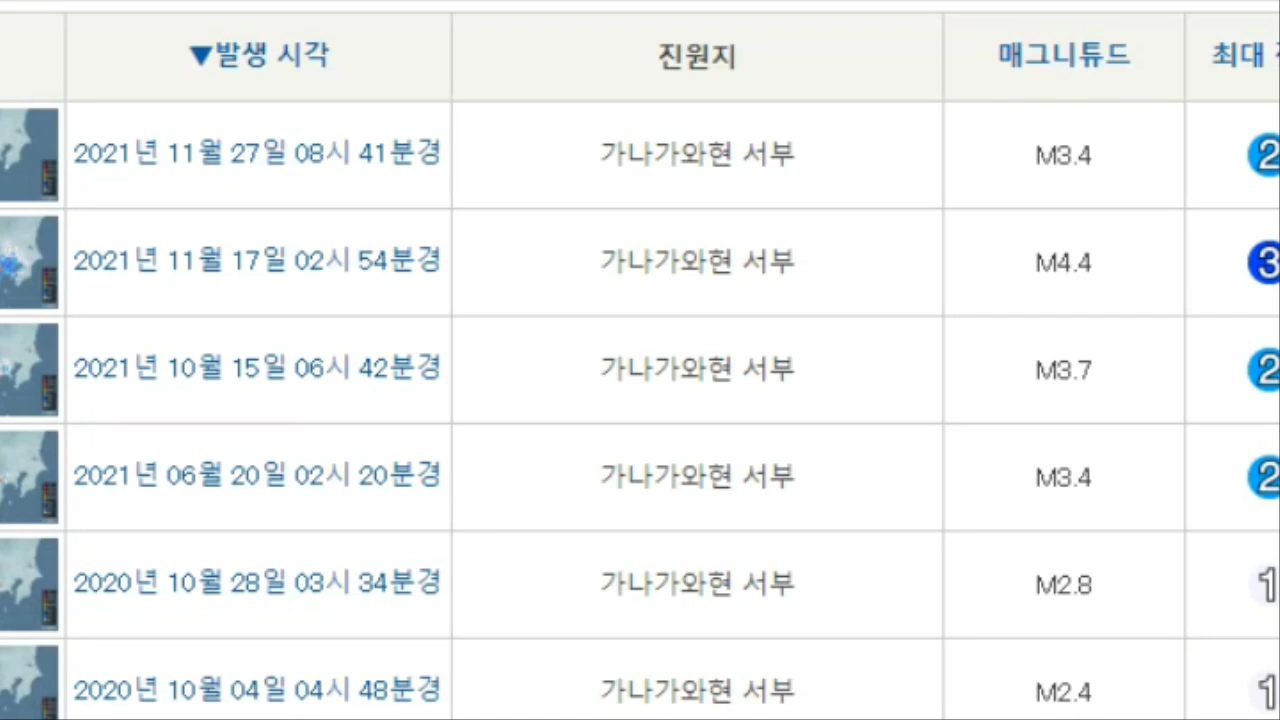 ▼발생 시각 진원지 매그니튜드 최대
2021년 11월 27일 08시 41분경 가나가와현 서부 M3.4 2
2021년 11월 17일 02시 54분경 가나가와현 서부 M4.4 3
2021년 10월 15일 06시 42분경 가나가와현 서부 M3.7 2
2021년 06월 20일 02시 20분경 가나가와현 서부 M3.4 2
2020년 10월 28일 03시 34분경 가나가와현 서부 M2.8 1
2020년 10월 04일 04시 48분경 가나가와현 서부 M2.4 1